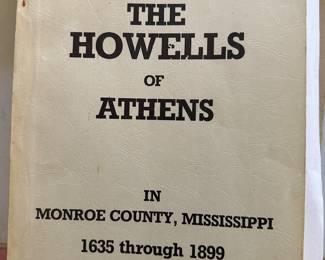 THE
HOWELLS
OF
ATHENS
IN
MONROE COUNTY, MISSISSIPPI
1635 through 1899